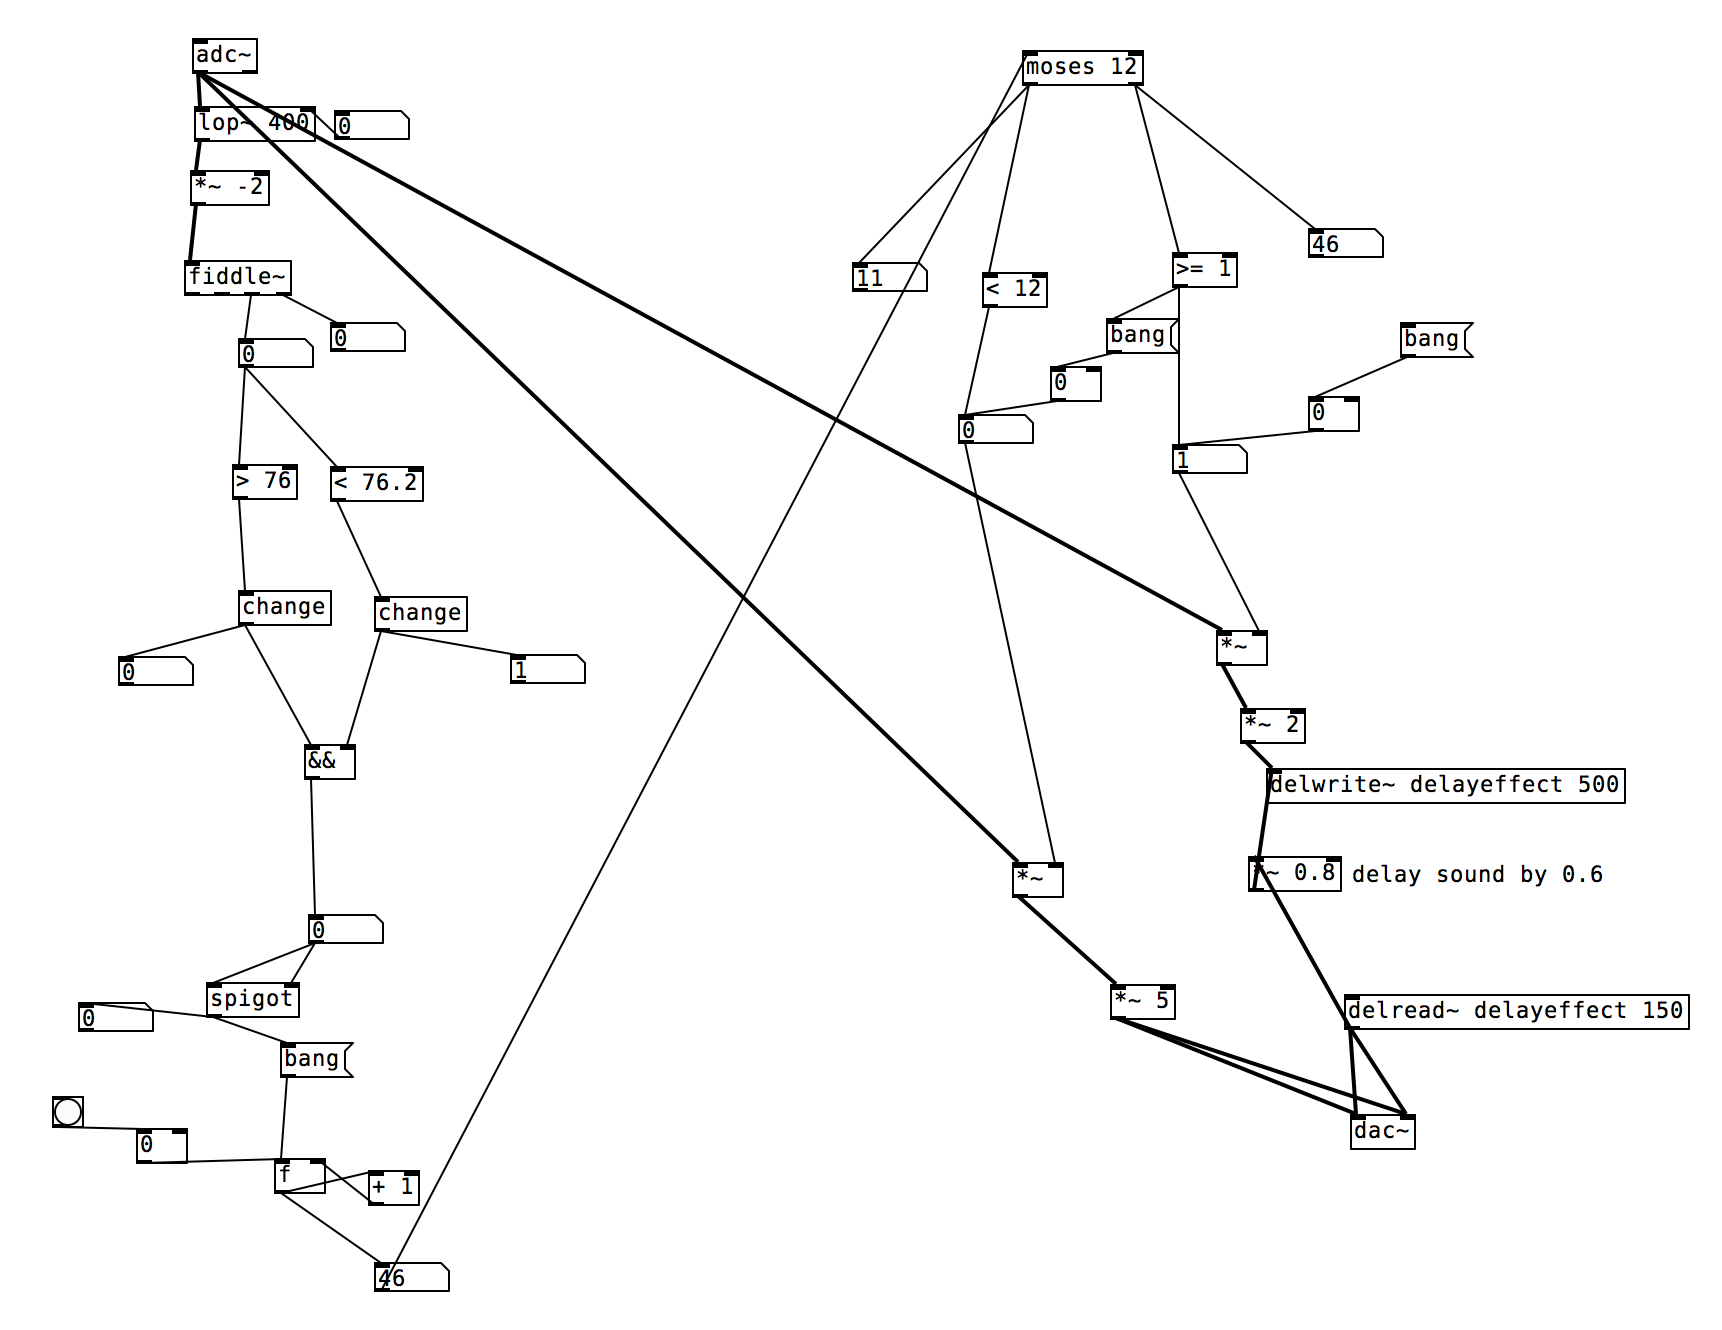 adc~
moses 12
lop~ 400
0
*~ -2
46
>= 1
fiddle~
11
< 12
0
0
bang
bang
0
0
0
0
1
> 76
< 76.2
change
change
0
1
*~
*~ 2
&&
delwrite~ delayeffect 500
*~ 0.8
delay sound by 0.6
*~
0
spigot
*~ 5
0
delread~ delayeffect 150
bang
0
dac~
f
+ 1
46